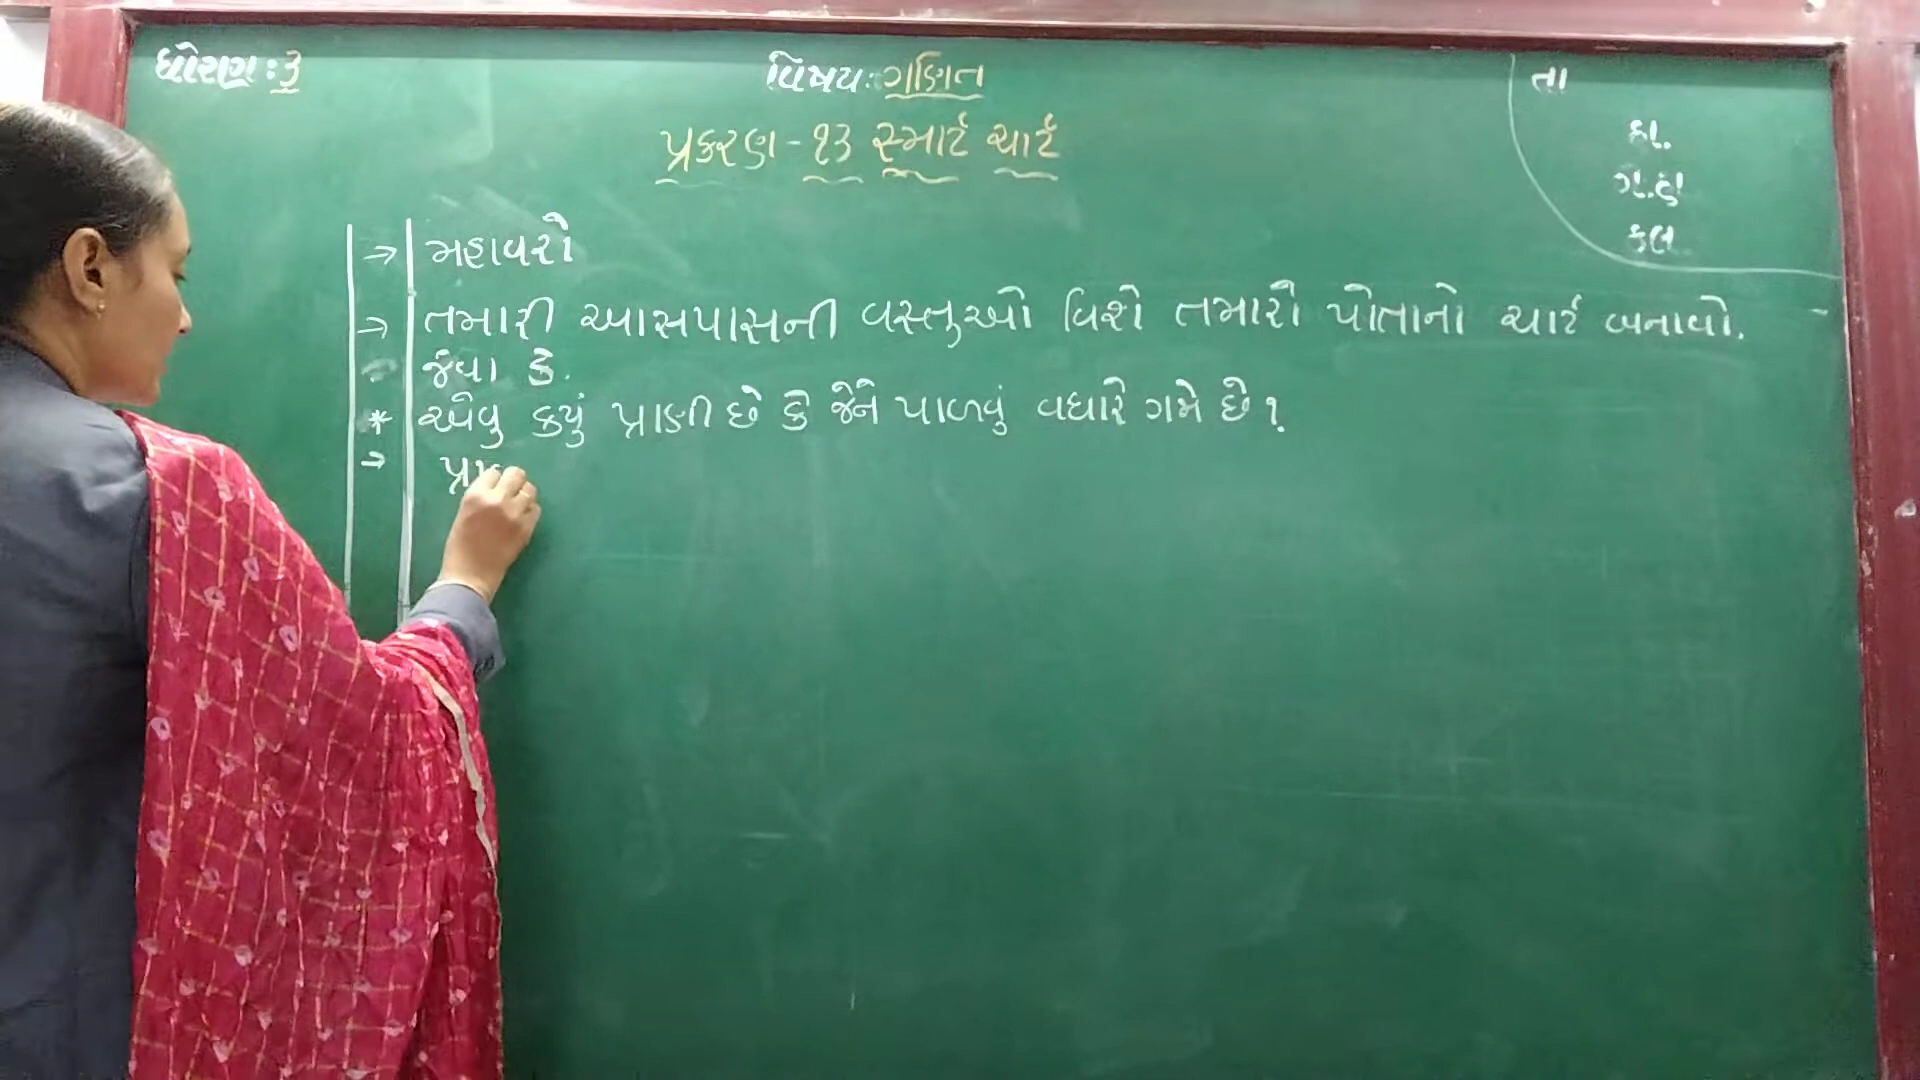 ધોરણ : ૩
વિષય : ગણિત
પ્રકરણ - ૧૩ સ્માર્ટ ચાર્ટ
તા
હા.
ગે.હા
કુલ
→ મહાવરો
→ તમારી આસપાસની વસ્તુઓ વિશે તમારો પોતાનો ચાર્ટ બનાવો.
જેવા કે.
* એવુ કયું પ્રાણી છે કે જેને પાળવું વધારે ગમે છે ?
→